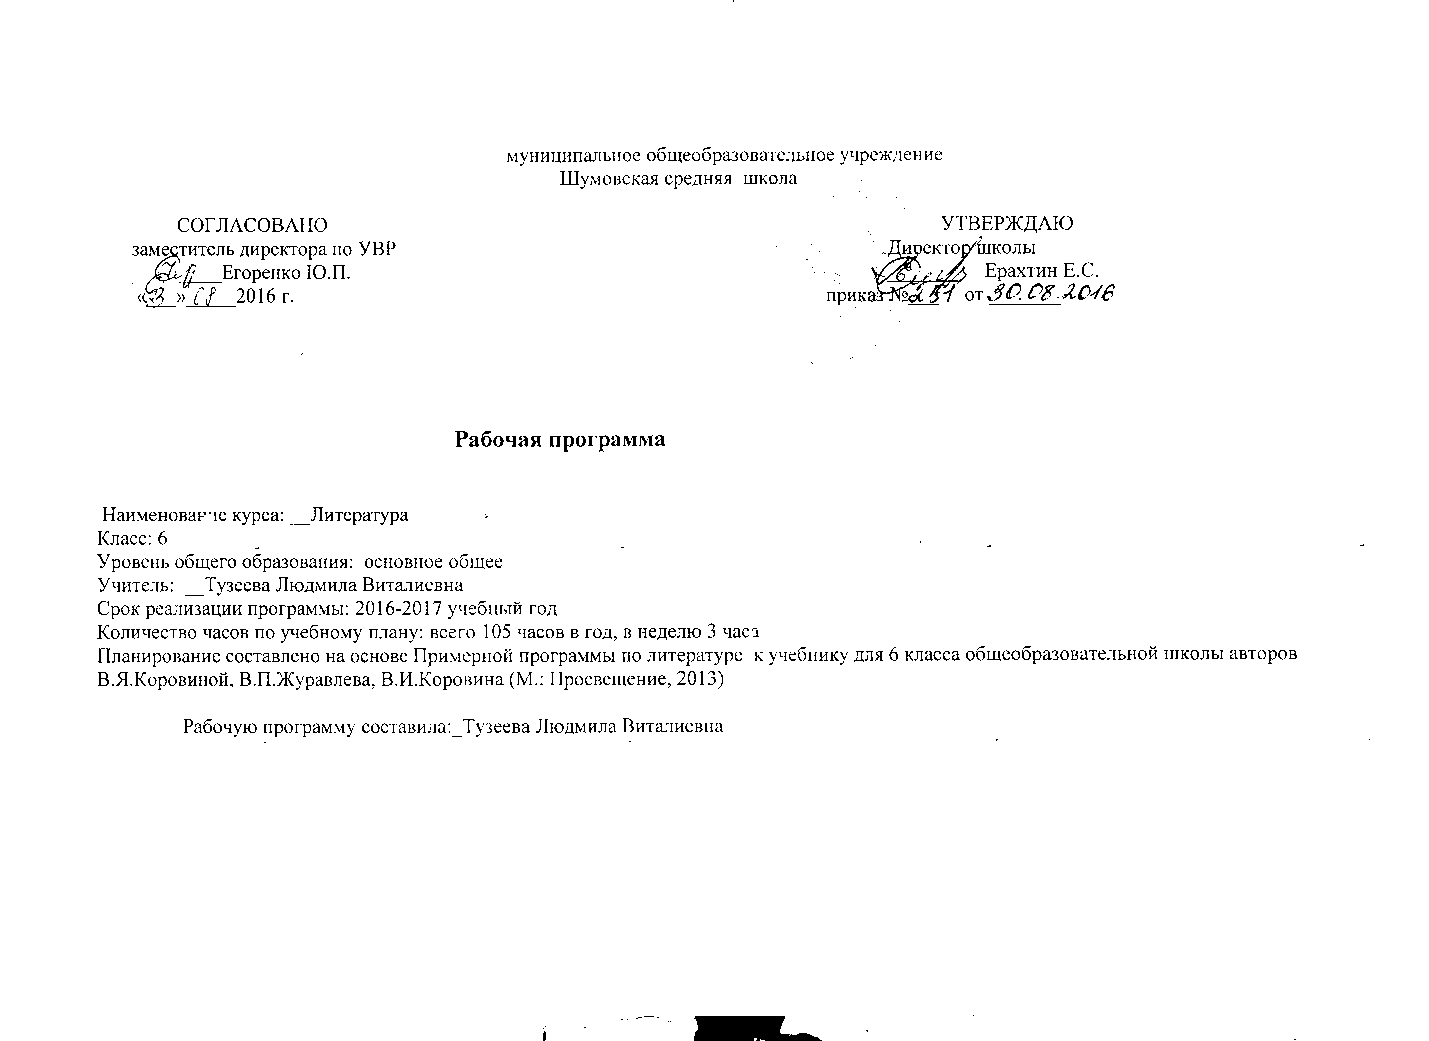 муниципальное общеобразовательное учреждение
Шумовская средняя школа
СОГЛАСОВАНО
заместитель директора по УВР
Егоренко Ю.П.
« » 2016 г.
УТВЕРЖДАЮ
Директор школы
Ерахтин Е.С.
приказ № от 30.08.2016
Рабочая программа
Наименование курса: __Литература
Класс: 6
Уровень общего образования: основное общее
Учитель: __Тузеева Людмила Виталиевна
Срок реализации программы: 2016-2017 учебный год
Количество часов по учебному плану: всего 105 часов в год, в неделю 3 часа
Планирование составлено на основе Примерной программы по литературе к учебнику для 6 класса общеобразовательной школы авторов
В.Я.Коровиной, В.П.Журавлева, В.И.Коровина (М.: Просвещение, 2013)
Рабочую программу составила:_Тузеева Людмила Виталиевна